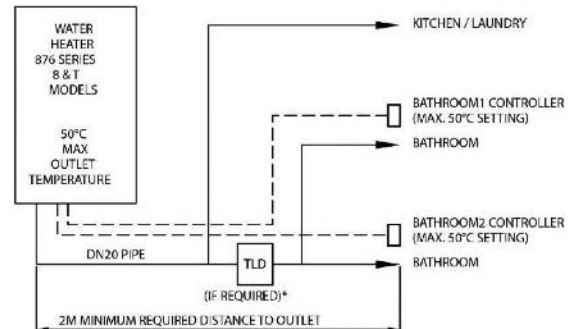 WATER
HEATER
876 SERIES
8 & T
MODELS
50°C
MAX
OUTLET
TEMPERATURE
KITCHEN / LAUNDRY
BATHROOM1 CONTROLLER
(MAX. 50°C SETTING)
BATHROOM
BATHROOM2 CONTROLLER
(MAX. 50°C SETTING)
BATHROOM
DN20 PIPE
TLD
(IF REQUIRED)*
2M MINIMUM REQUIRED DISTANCE TO OUTLET